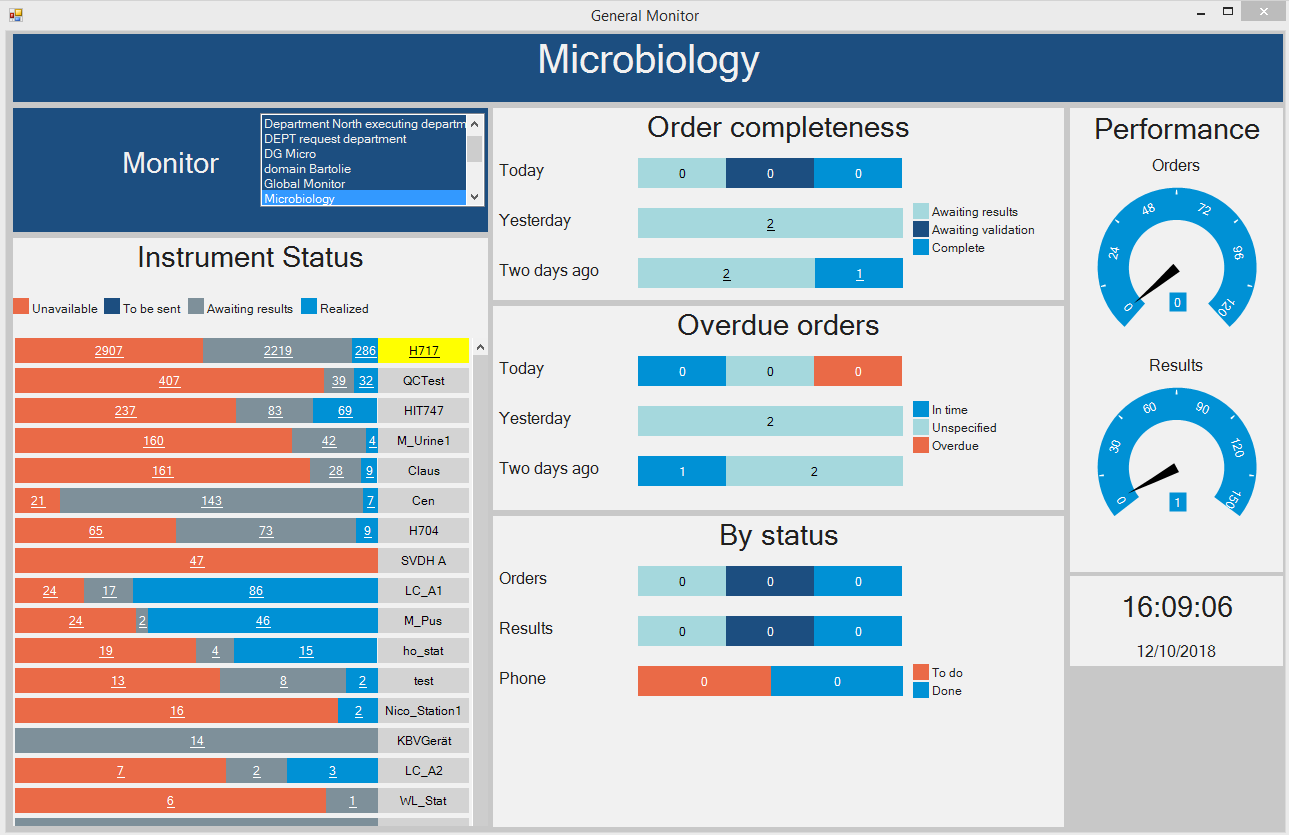 General Monitor
Microbiology
Monitor
Department North executing departm
DEPT request department
DG Micro
domain Bartolie
Global Monitor
Microbiology
Instrument Status
Unavailable To be sent Awaiting results Realized
2907 2219 286 H717
407 39 32 QCTest
237 83 69 HIT747
160 42 4 M_Urine1
161 28 9 Claus
21 143 7 Cen
65 73 9 H704
47 SVDH A
24 17 86 LC_A1
24 2 46 M_Pus
19 4 15 ho_stat
13 8 2 test
16 2 Nico_Station1
14 KBVGerät
7 2 3 LC_A2
6 1 WL_Stat
Order completeness
Today 0 0 0
Yesterday 2
Two days ago 2 1
Awaiting results
Awaiting validation
Complete
Overdue orders
Today 0 0 0
Yesterday 2
Two days ago 1 2
In time
Unspecified
Overdue
By status
Orders 0 0 0
Results 0 0 0
Phone 0 0
To do
Done
Performance
Orders
0 24 48 72 96 120
0
Results
0 30 60 90 120 150
1
16:09:06
12/10/2018